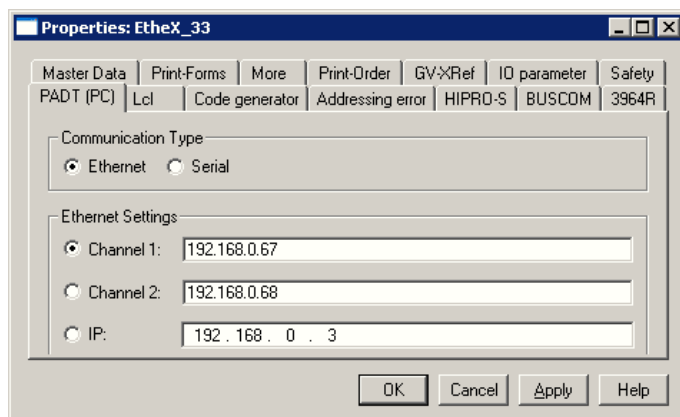 Properties: EtheX_33
Master Data Print-Forms More Print-Order GV-XRef IO parameter Safety
PADT (PC) Lcl Code generator Addressing error HIPRO-S BUSCOM 3964R
Communication Type
Ethernet Serial
Ethernet Settings
Channel 1: 192.168.0.67
Channel 2: 192.168.0.68
IP: 192 . 168 . 0 . 3
OK Cancel Apply Help